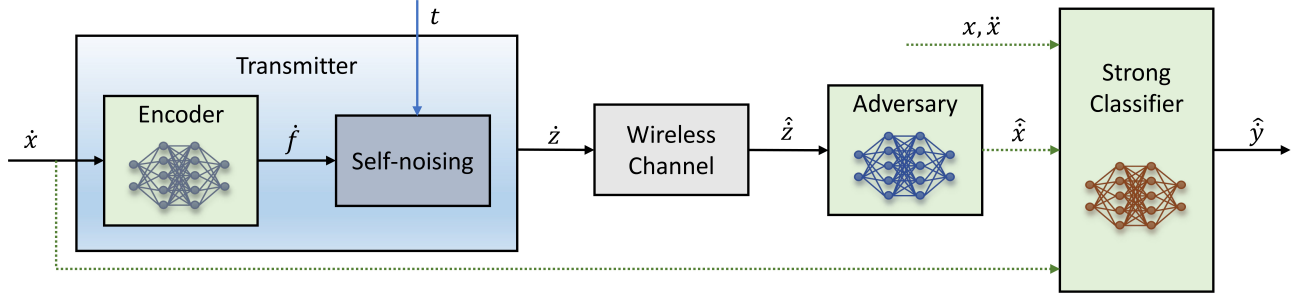 t
x, ẍ
Transmitter
Strong
Classifier
Encoder
Adversary
ẋ
ḟ
Self-noising
ż
Wireless
Channel
ż̂
ẋ̂
ẏ̂